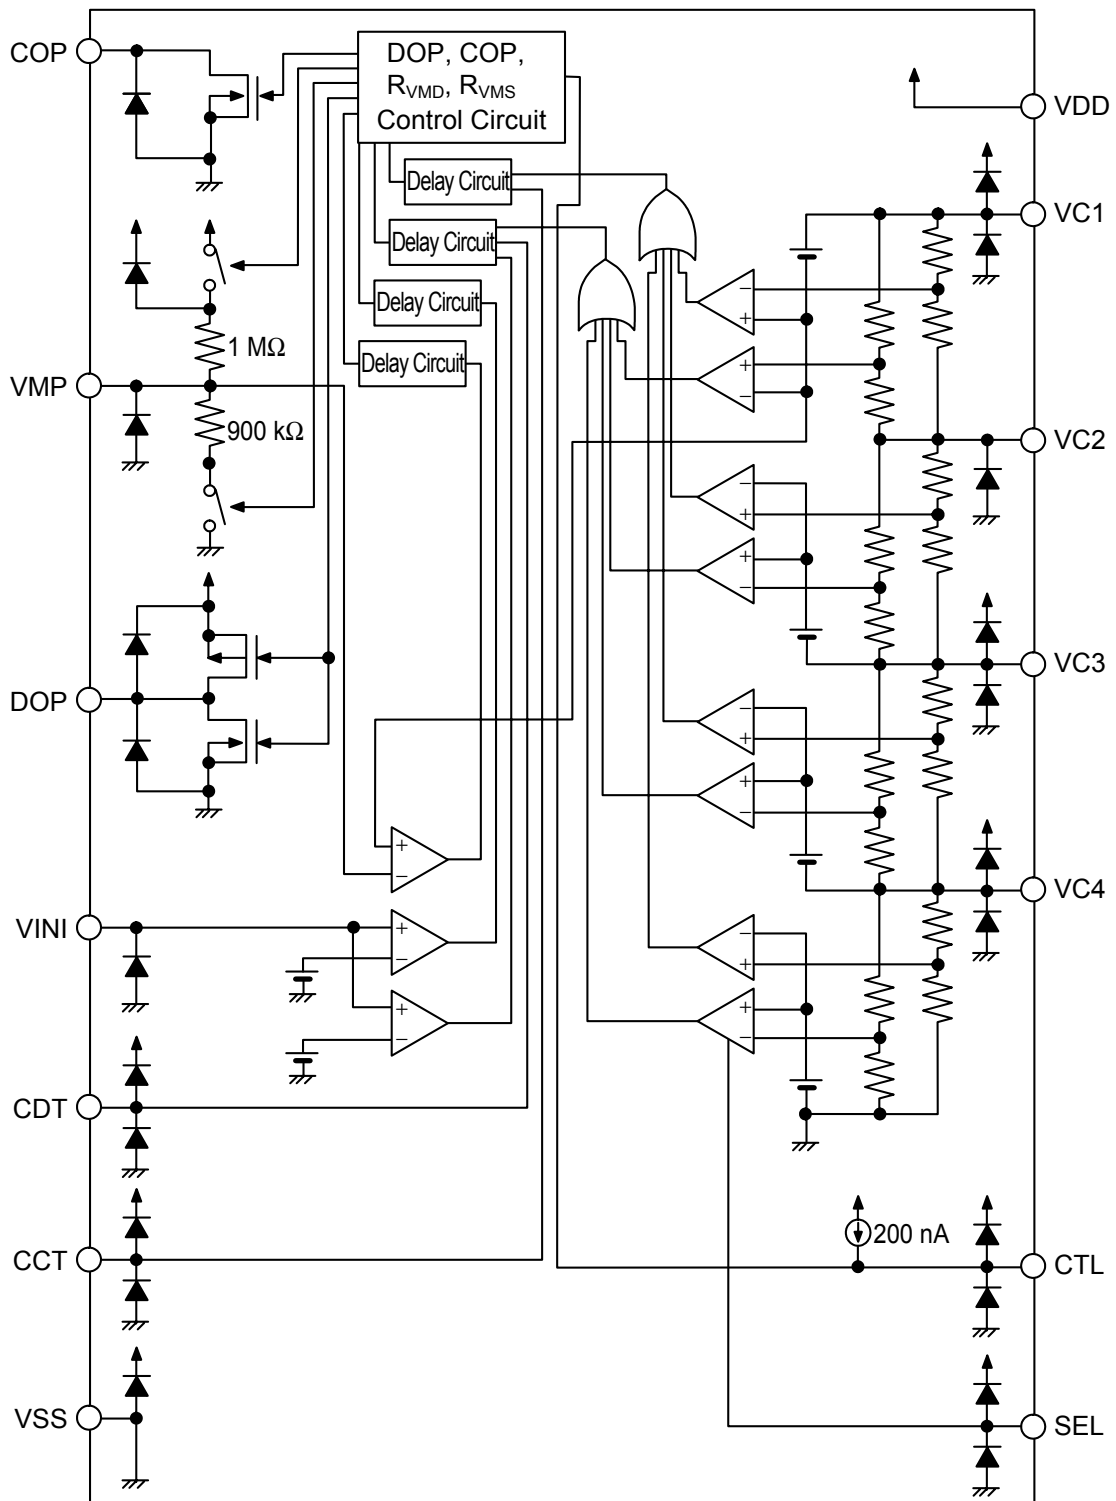 COP
DOP, COP,
RVMD, RVMS
Control Circuit
VDD
Delay Circuit
VC1
Delay Circuit
−
+
Delay Circuit
1 MΩ
Delay Circuit
+
−
VMP
900 kΩ
VC2
−
+
+
−
VC3
DOP
−
+
+
−
+
−
VC4
VINI
+
−
−
+
+
−
+
−
CDT
200 nA
CCT
CTL
VSS
SEL